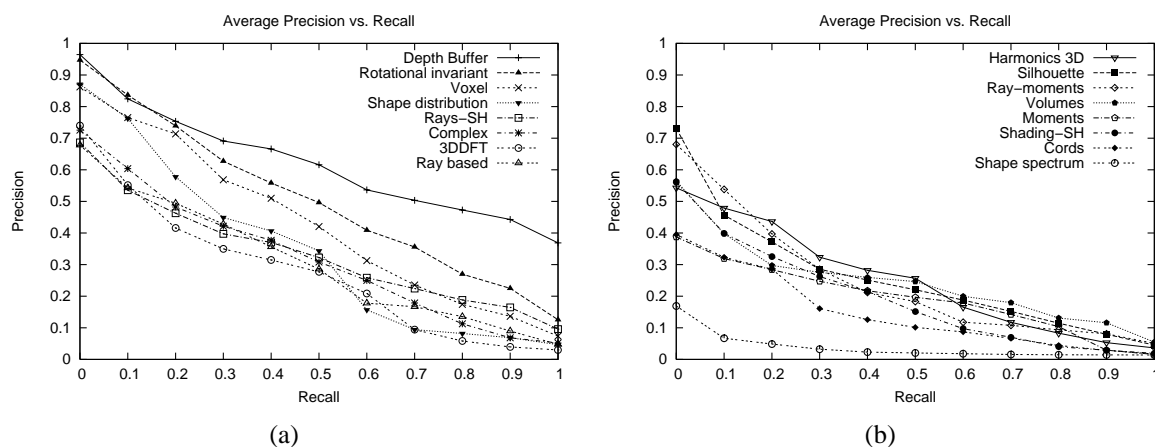 Average Precision vs. Recall
Precision
1
0.9
0.8
0.7
0.6
0.5
0.4
0.3
0.2
0.1
0
Depth Buffer
Rotational invariant
Voxel
Shape distribution
Rays-SH
Complex
3DDFT
Ray based
0 0.1 0.2 0.3 0.4 0.5 0.6 0.7 0.8 0.9 1
Recall
(a)
Average Precision vs. Recall
Precision
1
0.9
0.8
0.7
0.6
0.5
0.4
0.3
0.2
0.1
0
Harmonics 3D
Silhouette
Ray-moments
Volumes
Moments
Shading-SH
Cords
Shape spectrum
0 0.1 0.2 0.3 0.4 0.5 0.6 0.7 0.8 0.9 1
Recall
(b)